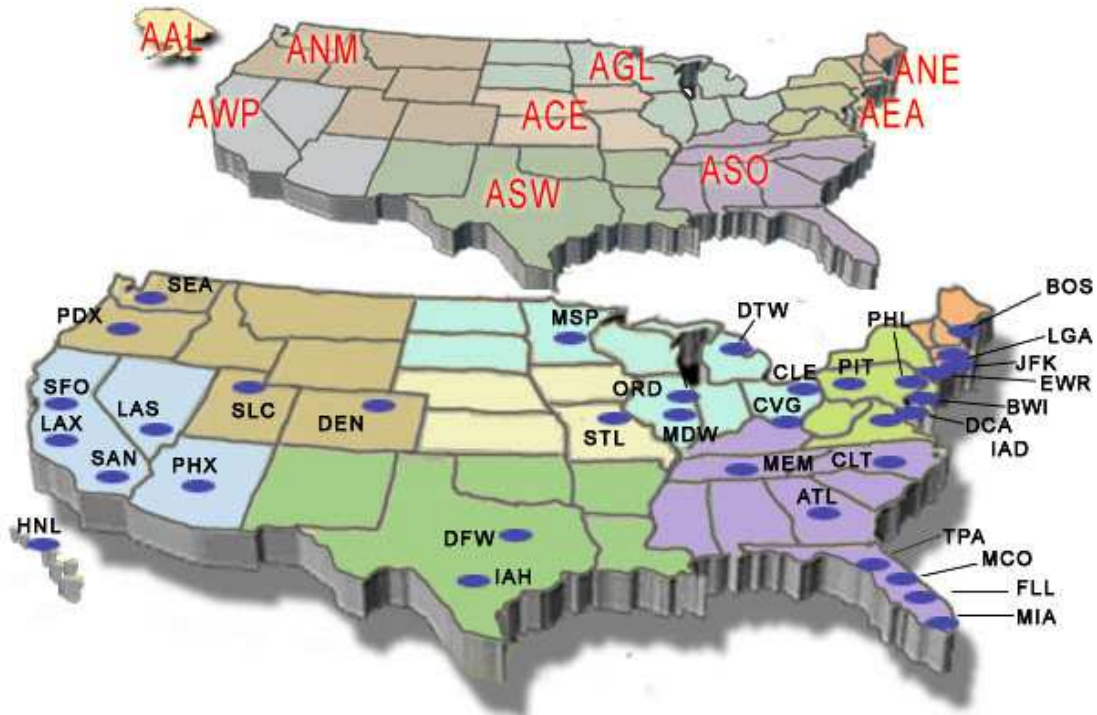 AAL
ANM
AGL
ANE
AWP
ACE
AEA
ASO
ASW
SEA
BOS
PDX
MSP
DTW
PHI
LGA
JFK
SFO
ORD
CLE
PIT
EWR
LAS
SLC
DEN
CVG
BWI
LAX
STL
MDW
DCA
IAD
SAN
PHX
MEM
CLT
ATL
HNL
DFW
TPA
MCO
IAH
FLL
MIA